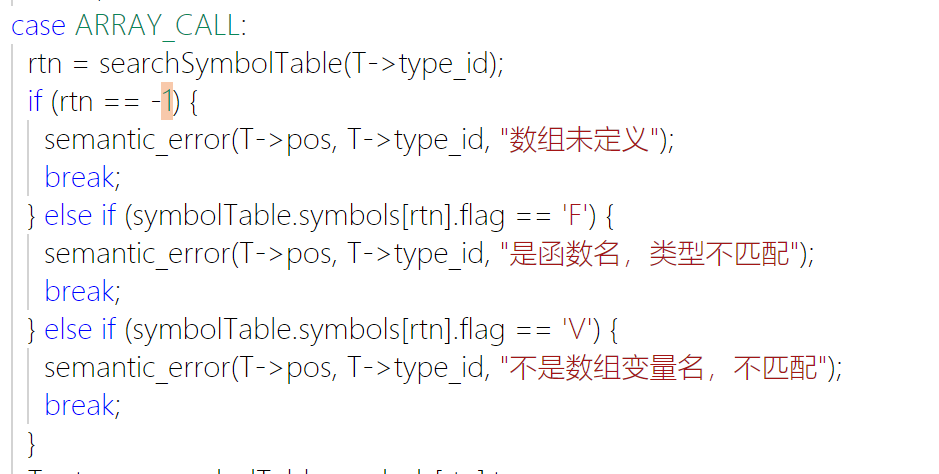 case ARRAY_CALL:
rtn = searchSymbolTable(T->type_id);
if (rtn == -1) {
semantic_error(T->pos, T->type_id, "数组未定义");
break;
} else if (symbolTable.symbols[rtn].flag == 'F') {
semantic_error(T->pos, T->type_id, "是函数名，类型不匹配");
break;
} else if (symbolTable.symbols[rtn].flag == 'V') {
semantic_error(T->pos, T->type_id, "不是数组变量名，不匹配");
break;
}